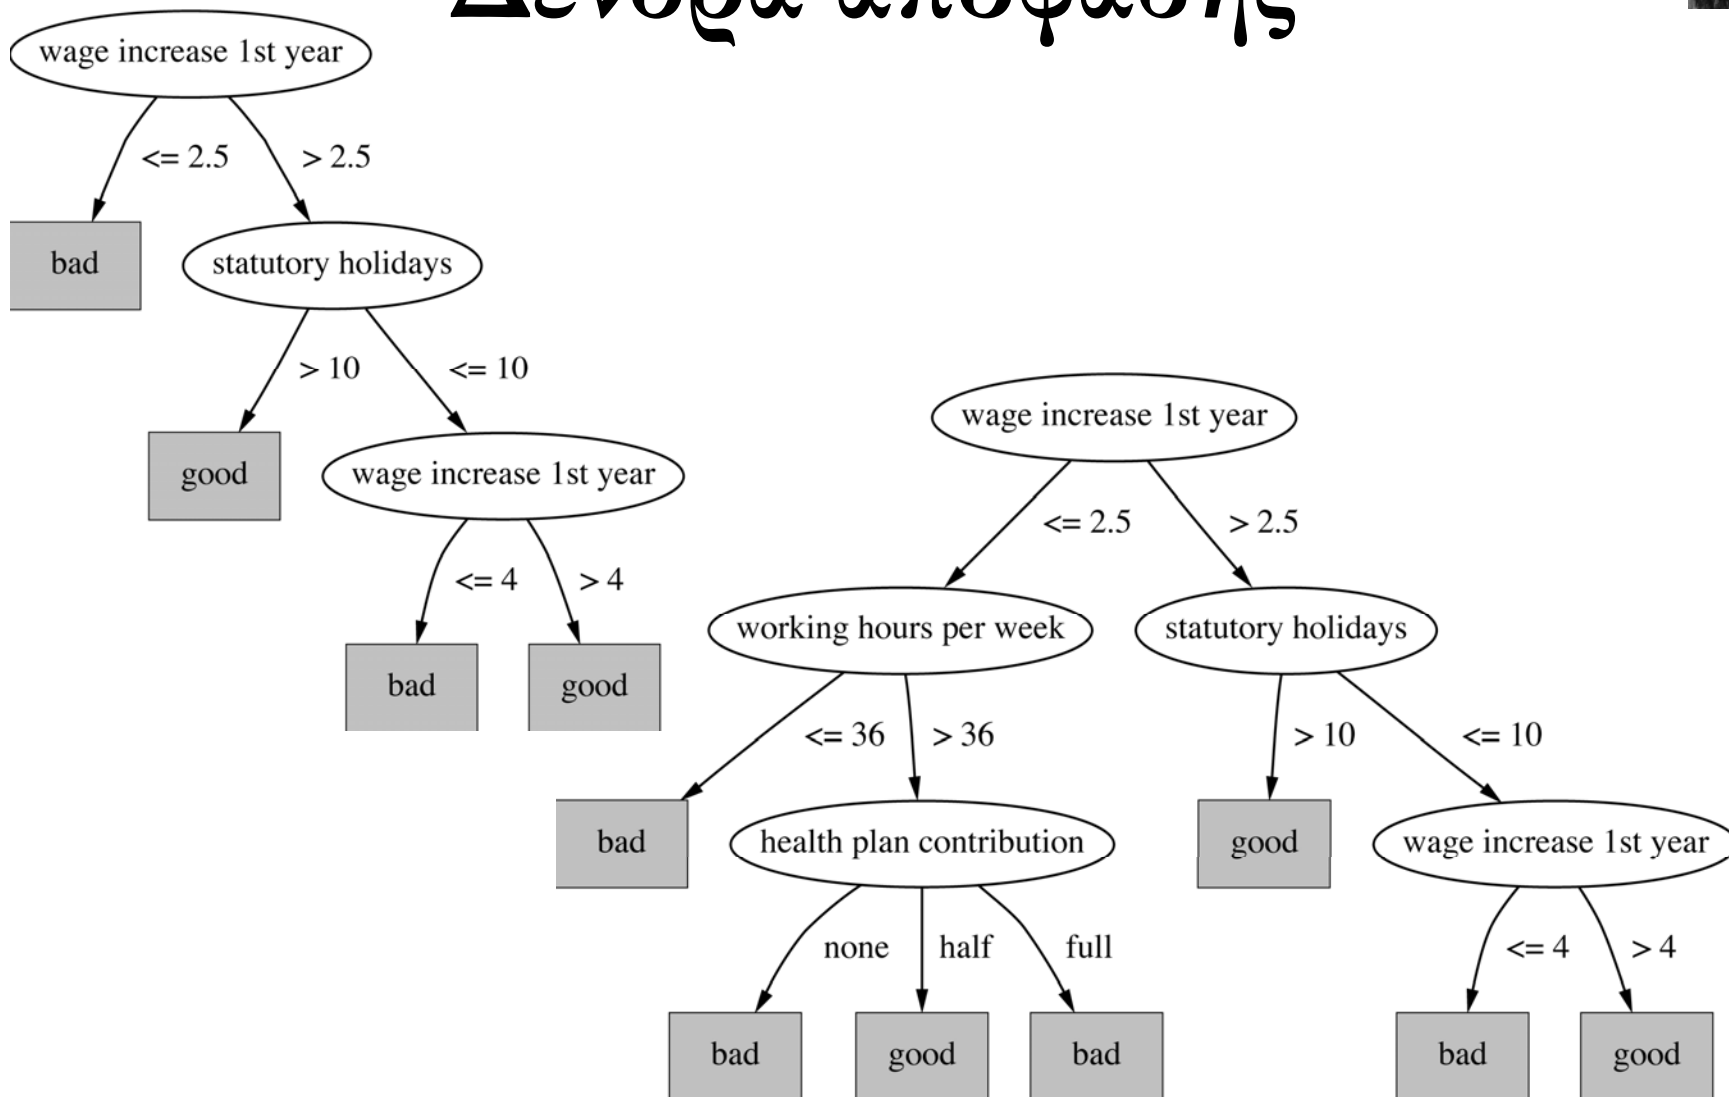 Δένδρα απόφασης
wage increase 1st year
<= 2.5 > 2.5
bad statutory holidays
> 10 <= 10
good wage increase 1st year
<= 4 > 4
bad good
wage increase 1st year
<= 2.5 > 2.5
working hours per week statutory holidays
<= 36 > 36 > 10 <= 10
bad health plan contribution good wage increase 1st year
none half full <= 4 > 4
bad good bad bad good